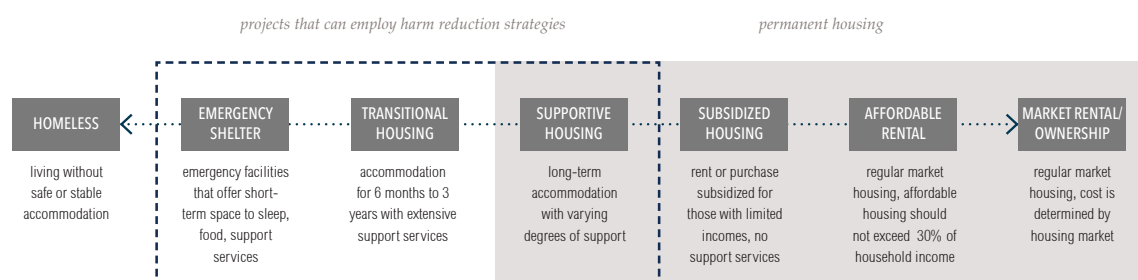 projects that can employ harm reduction strategies
permanent housing
HOMELESS
living without
safe or stable
accommodation
EMERGENCY
SHELTER
emergency facilities
that offer short-
term space to sleep,
food, support
services
TRANSITIONAL
HOUSING
accommodation
for 6 months to 3
years with extensive
support services
SUPPORTIVE
HOUSING
long-term
accommodation
with varying
degrees of support
SUBSIDIZED
HOUSING
rent or purchase
subsidized for
those with limited
incomes, no
support services
AFFORDABLE
RENTAL
regular market
housing, affordable
housing should
not exceed 30% of
household income
MARKET RENTAL/
OWNERSHIP
regular market
housing, cost is
determined by
housing market